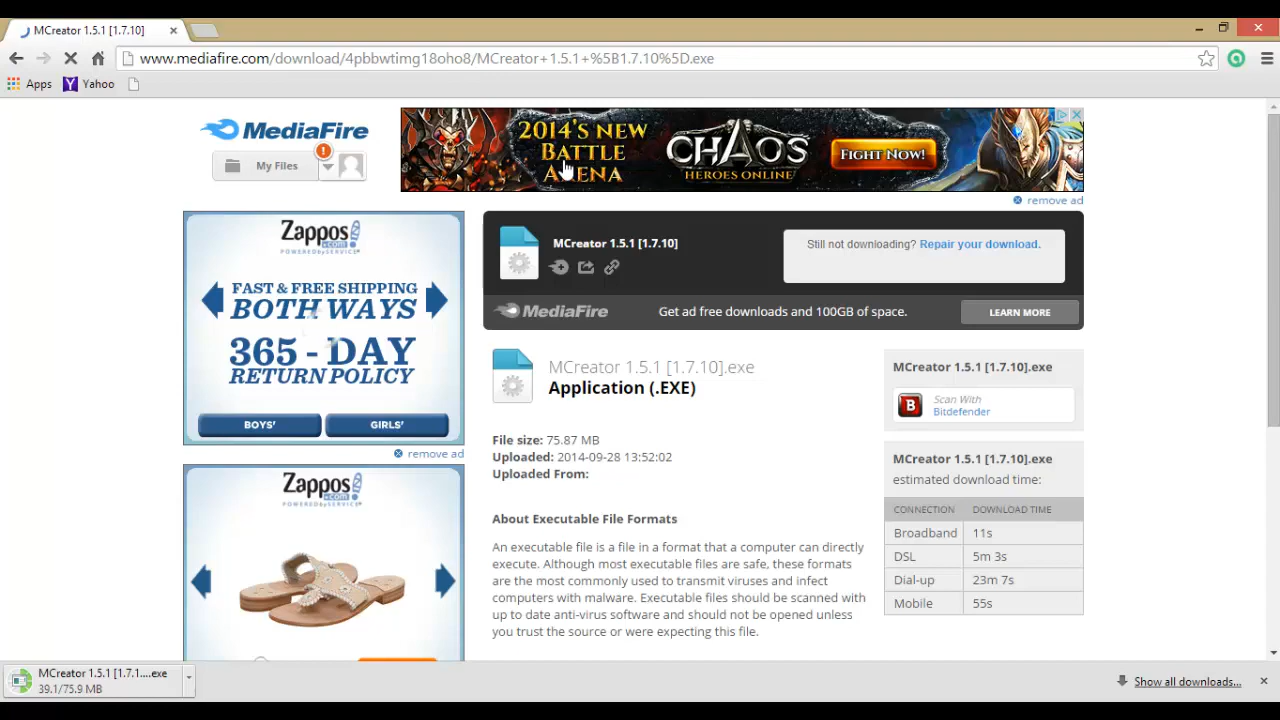 MCreator 1.5.1 [1.7.10]
www.mediafire.com/download/4pbbwtimg18oho8/MCreator+1.5.1+%5B1.7.10%5D.exe
Apps
Yahoo
MediaFire
My Files
2014's NEW
BATTLE
ARENA
CHAOS
HEROES ONLINE
FIGHT NOW!
remove ad
Zappos.com
POWERED by SERVICE
FAST & FREE SHIPPING
BOTH WAYS
365 - DAY
RETURN POLICY
BOYS'
GIRLS'
remove ad
Zappos.com
POWERED by SERVICE
MCreator 1.5.1 [1.7.10]
Still not downloading? Repair your download.
MediaFire
Get ad free downloads and 100GB of space.
LEARN MORE
MCreator 1.5.1 [1.7.10].exe
Application (.EXE)
File size: 75.87 MB
Uploaded: 2014-09-28 13:52:02
Uploaded From:
About Executable File Formats
An executable file is a file in a format that a computer can directly
execute. Although most executable files are safe, these formats
are the most commonly used to transmit viruses and infect
computers with malware. Executable files should be scanned with
up to date anti-virus software and should not be opened unless
you trust the source or were expecting this file.
MCreator 1.5.1 [1.7.10].exe
B
Scan With
Bitdefender
MCreator 1.5.1 [1.7.10].exe
estimated download time:
CONNECTION DOWNLOAD TIME
Broadband 11s
DSL 5m 3s
Dial-up 23m 7s
Mobile 55s
MCreator 1.5.1 [1.7.1....exe
39.1/75.9 MB
Show all downloads...